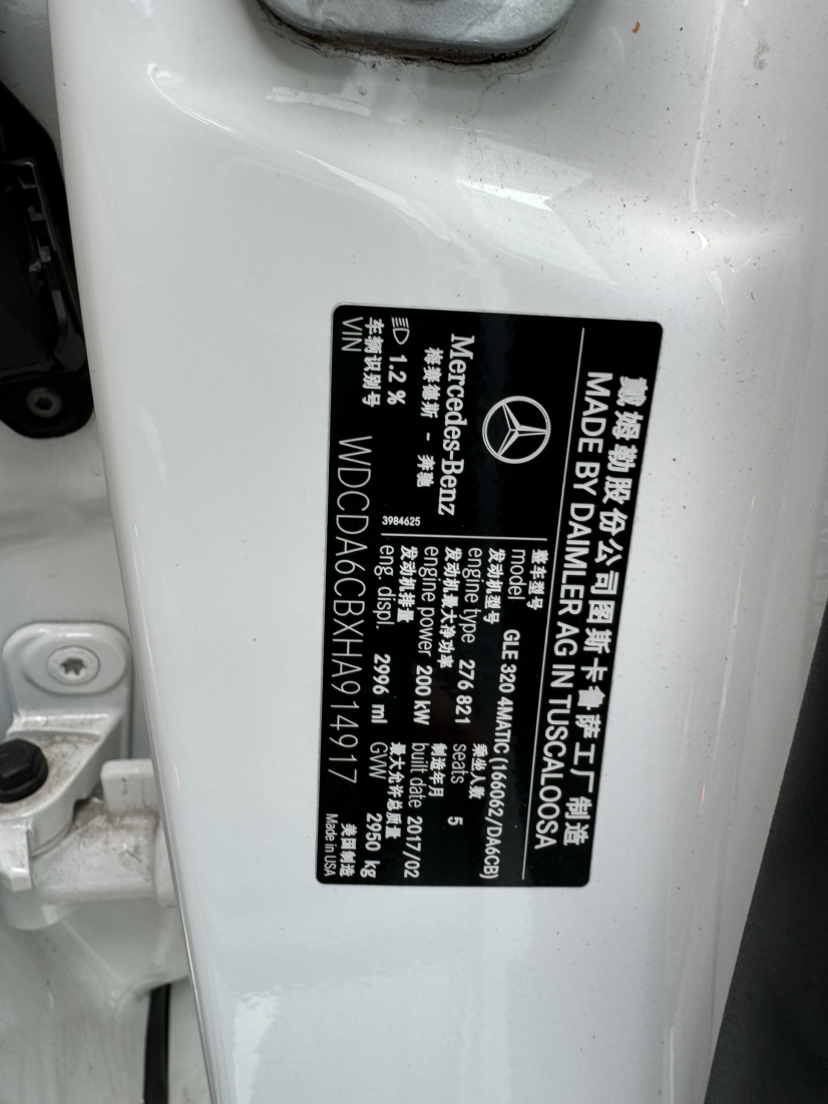 戴姆勒股份公司图斯卡鲁萨工厂制造
MADE BY DAIMLER AG IN TUSCALOOSA
Mercedes-Benz
梅赛德斯 - 奔驰
1.2 %
3984625
整车型号
model GLE 320 4MATIC (166062/DA6CB)
发动机型号 乘坐人数
engine type 276 821 seats 5
发动机最大净功率 制造年月
engine power 200 kW built date 2017/02
发动机排量 最大允许总质量
eng. displ. 2996 ml GVW 2950 kg
车辆识别号
VIN WDCDA6CBXHA914917
美国制造
Made in USA